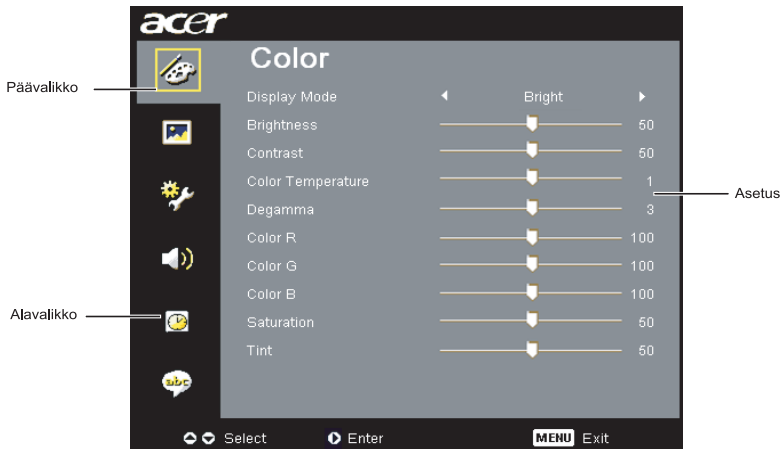 acer
Color
Päävalikko
Display Mode Bright
Brightness 50
Contrast 50
Color Temperature 1
Asetus
Degamma 3
Color R 100
Color G 100
Color B 100
Alavalikko
Saturation 50
Tint 50
abc
Select Enter MENU Exit